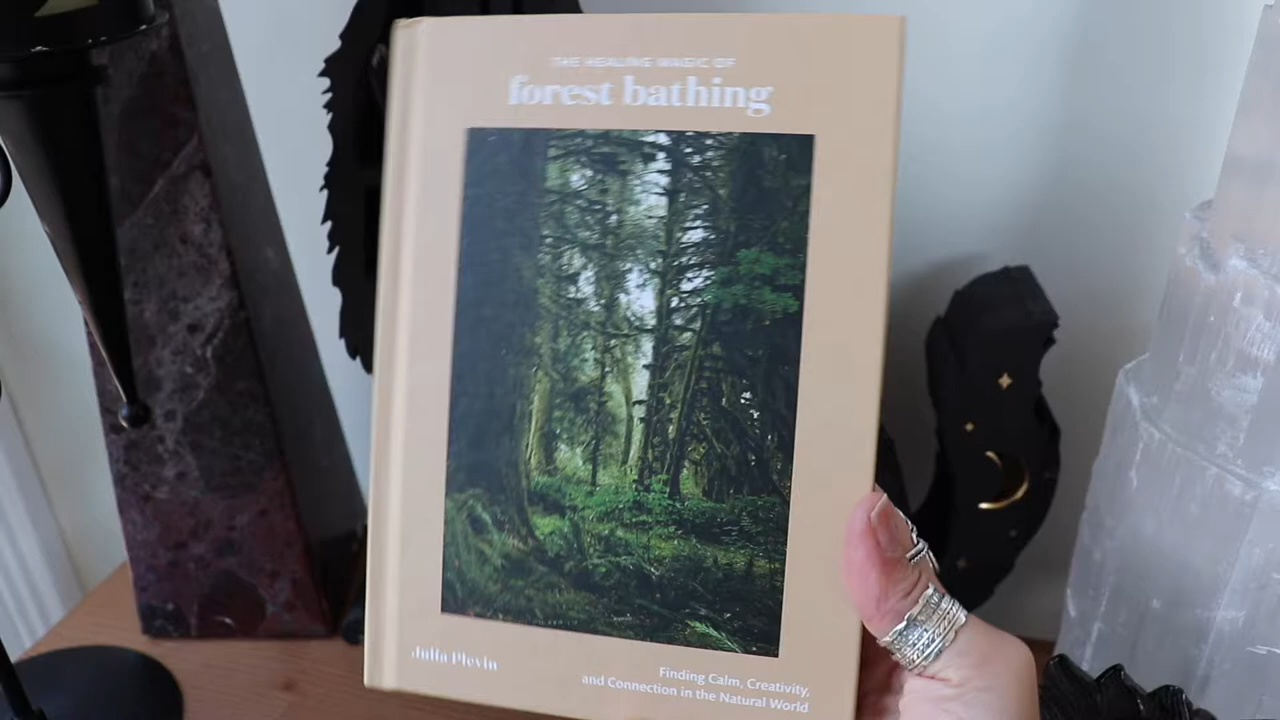 THE HEALING MAGIC OF
forest bathing
Julia Plevin
Finding Calm, Creativity,
and Connection in the Natural World